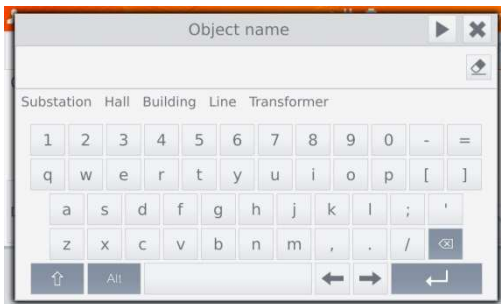 Object name
Substation Hall Building Line Transformer
1 2 3 4 5 6 7 8 9 0 - =
q w e r t y u i o p [ ]
a s d f g h j k l ; '
z x c v b n m , . /
Alt